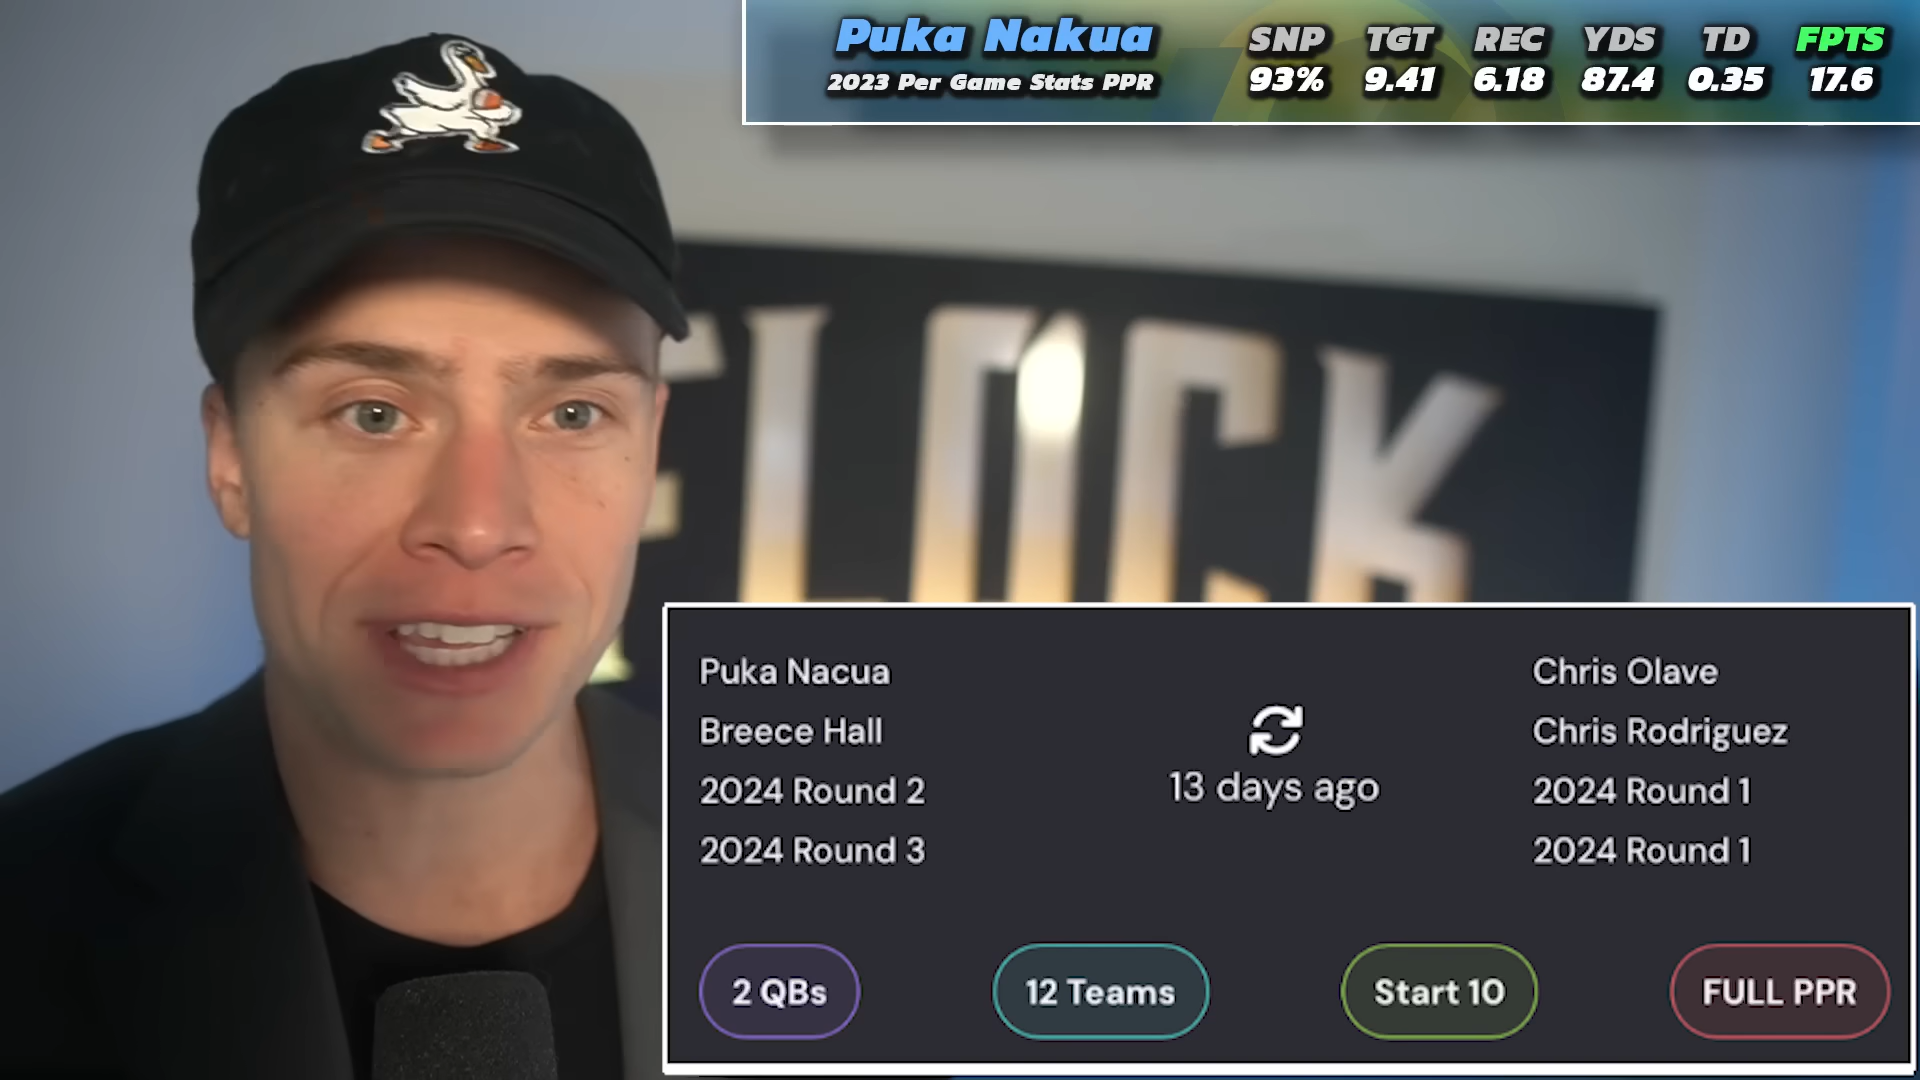 Puka Nakua
2023 Per Game Stats PPR
SNP TGT REC YDS TD FPTS
93% 9.41 6.18 87.4 0.35 17.6
FLOCK
Puka Nacua
Breece Hall
2024 Round 2
2024 Round 3
13 days ago
Chris Olave
Chris Rodriguez
2024 Round 1
2024 Round 1
2 QBs
12 Teams
Start 10
FULL PPR